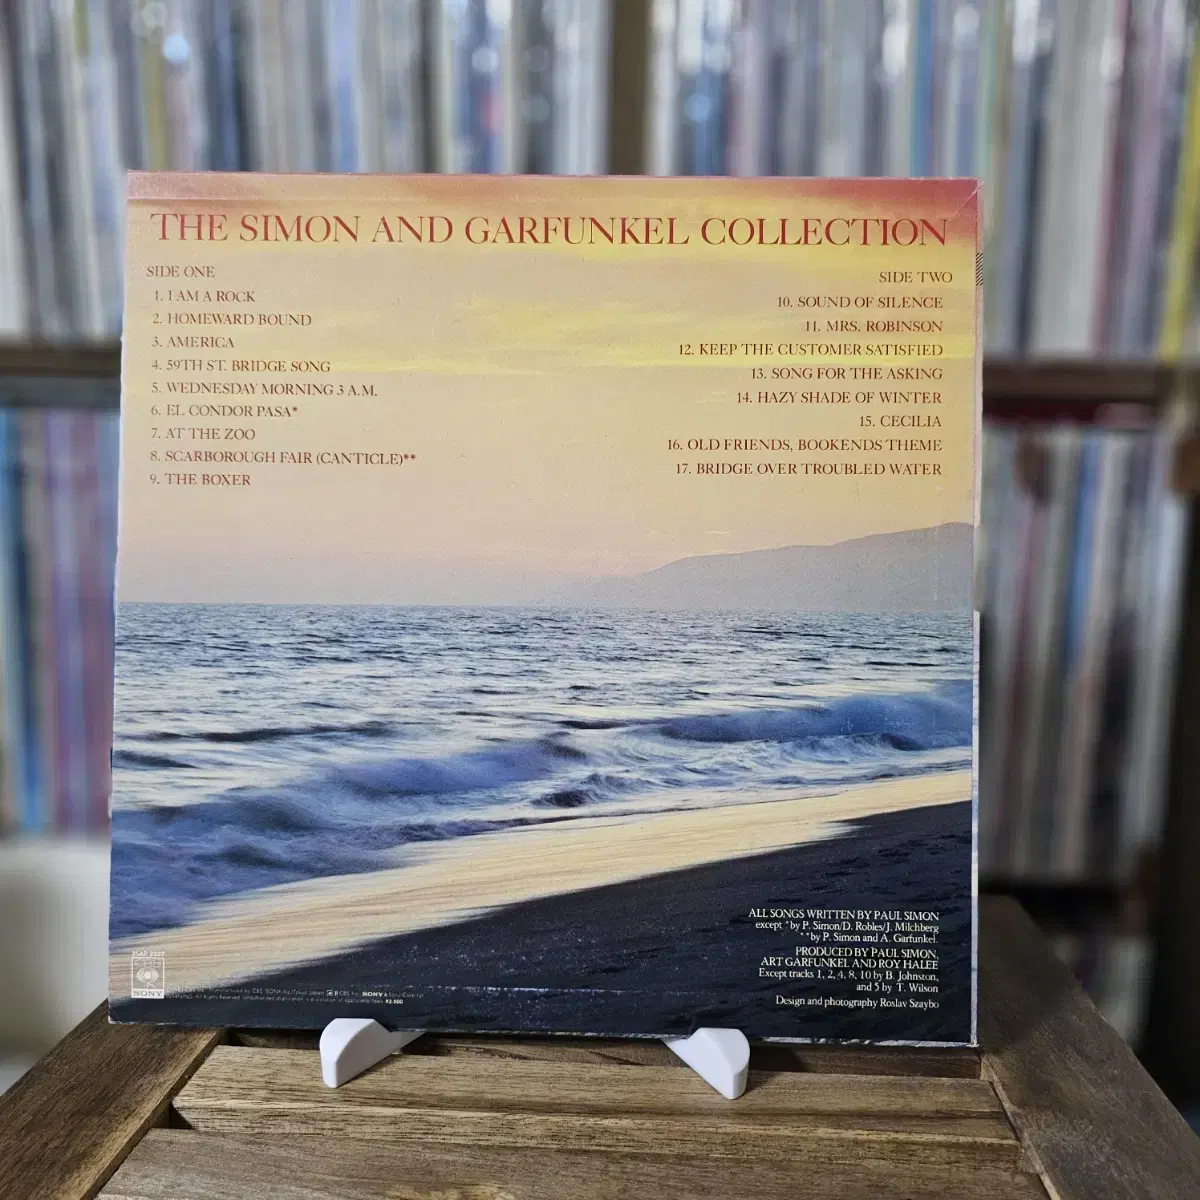 THE SIMON AND GARFUNKEL COLLECTION
SIDE ONE
1. I AM A ROCK
2. HOMEWARD BOUND
3. AMERICA
4. 59TH ST. BRIDGE SONG
5. WEDNESDAY MORNING 3 A.M.
6. EL CONDOR PASA*
7. AT THE ZOO
8. SCARBOROUGH FAIR (CANTICLE)**
9. THE BOXER
SIDE TWO
10. SOUND OF SILENCE
11. MRS. ROBINSON
12. KEEP THE CUSTOMER SATISFIED
13. SONG FOR THE ASKING
14. HAZY SHADE OF WINTER
15. CECILIA
16. OLD FRIENDS, BOOKENDS THEME
17. BRIDGE OVER TROUBLED WATER
ALL SONGS WRITTEN BY PAUL SIMON
except *by P. Simon/D. Robles/J. Milchberg
**by P. Simon and A. Garfunkel.
PRODUCED BY PAUL SIMON,
ART GARFUNKEL AND ROY HALEE
Except tracks 1, 2, 4, 8, 10 by B. Johnston,
and 5 by T. Wilson
Design and photography Roslav Szaybo
SONY